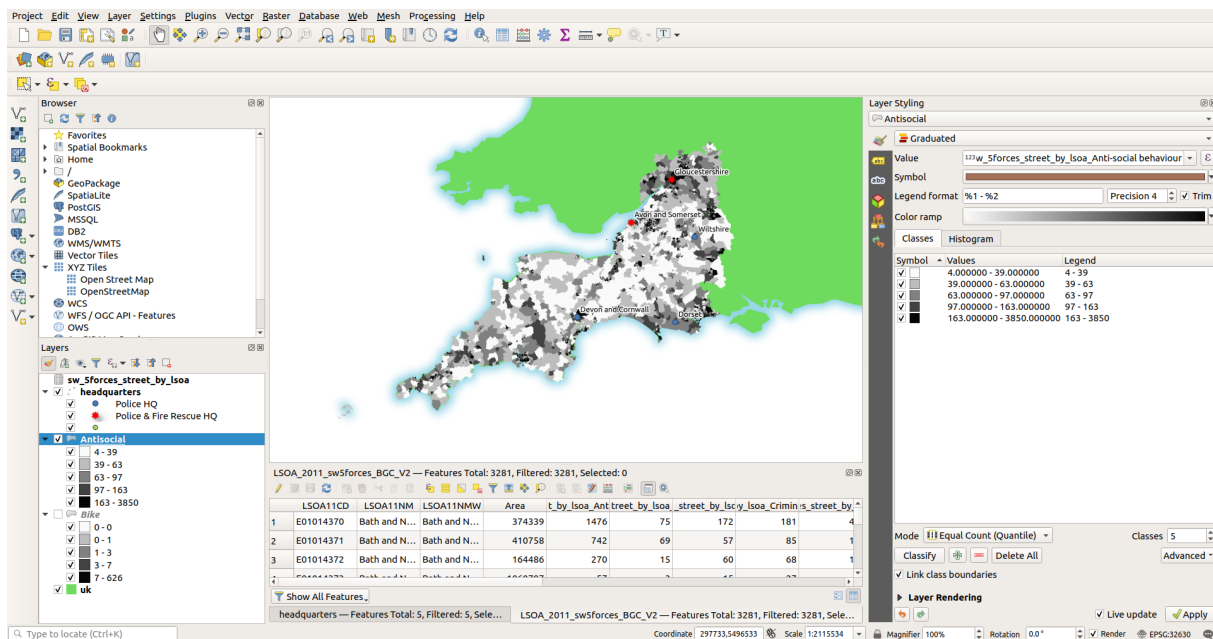 Project Edit View Layer Settings Plugins Vector Raster Database Web Mesh Processing Help
Browser
Favorites
Spatial Bookmarks
Home
/
GeoPackage
SpatiaLite
PostGIS
MSSQL
DB2
WMS/WMTS
Vector Tiles
XYZ Tiles
Open Street Map
OpenStreetMap
WCS
WFS / OGC API - Features
OWS
Layers
sw_5forces_street_by_lsoa
headquarters
Police HQ
Police & Fire Rescue HQ
Antisocial
4 - 39
39 - 63
63 - 97
97 - 163
163 - 3850
Bike
0 - 0
0 - 1
1 - 3
3 - 7
7 - 626
uk
Gloucestershire
Avon and Somerset
Wiltshire
Devon and Cornwall
Dorset
LSOA_2011_sw5forces_BGC_V2 — Features Total: 3281, Filtered: 3281, Selected: 0
LSOA11CD LSOA11NM LSOA11NMW Area t_by_lsoa_Ant street_by_lsoa _street_by_lso y_lsoa_Crimin es_street_by
1 E01014370 Bath and N... Bath and N... 374339 1476 75 172 181 4
2 E01014371 Bath and N... Bath and N... 410758 742 69 57 85 1
3 E01014372 Bath and N... Bath and N... 164486 270 15 60 68 1
Show All Features
headquarters — Features Total: 5, Filtered: 5, Sele...
LSOA_2011_sw5forces_BGC_V2 — Features Total: 3281, Filtered: 3281, Sele...
Layer Styling
Antisocial
Graduated
Value 123 w_5forces_street_by_lsoa_Anti-social behaviour ε
Symbol
Legend format %1 - %2 Precision 4 Trim
Color ramp
Classes Histogram
Symbol Values Legend
4.000000 - 39.000000 4 - 39
39.000000 - 63.000000 39 - 63
63.000000 - 97.000000 63 - 97
97.000000 - 163.000000 97 - 163
163.000000 - 3850.000000 163 - 3850
Mode Equal Count (Quantile) Classes 5
Classify Delete All Advanced
Link class boundaries
Layer Rendering
Live update Apply
Type to locate (Ctrl+K)
Coordinate 297733,5496533 Scale 1:2115534 Magnifier 100% Rotation 0.0° Render EPSG:32630